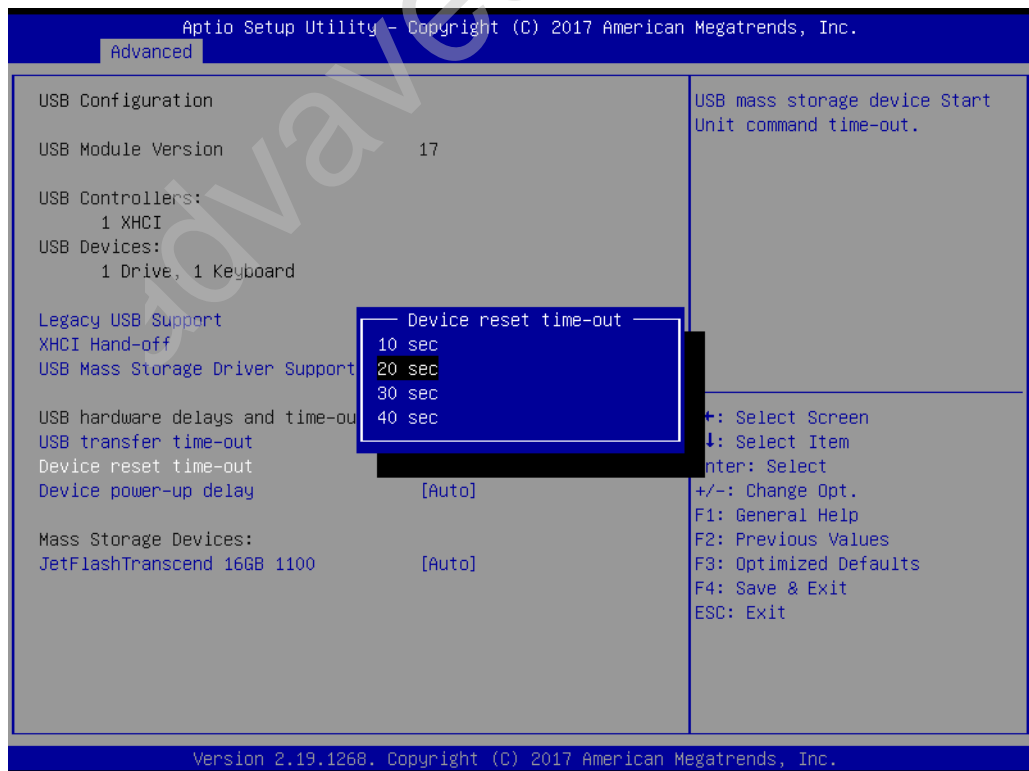 Aptio Setup Utility – Copyright (C) 2017 American Megatrends, Inc.
Advanced
USB Configuration
USB Module Version 17
USB Controllers:
1 XHCI
USB Devices:
1 Drive, 1 Keyboard
Legacy USB Support
XHCI Hand-off
USB Mass Storage Driver Support
USB hardware delays and time-ou
USB transfer time-out
Device reset time-out
Device power-up delay [Auto]
Mass Storage Devices:
JetFlashTranscend 16GB 1100 [Auto]
Device reset time-out
10 sec
20 sec
30 sec
40 sec
USB mass storage device Start
Unit command time-out.
: Select Screen
: Select Item
nter: Select
+/-: Change Opt.
F1: General Help
F2: Previous Values
F3: Optimized Defaults
F4: Save & Exit
ESC: Exit
Version 2.19.1268. Copyright (C) 2017 American Megatrends, Inc.